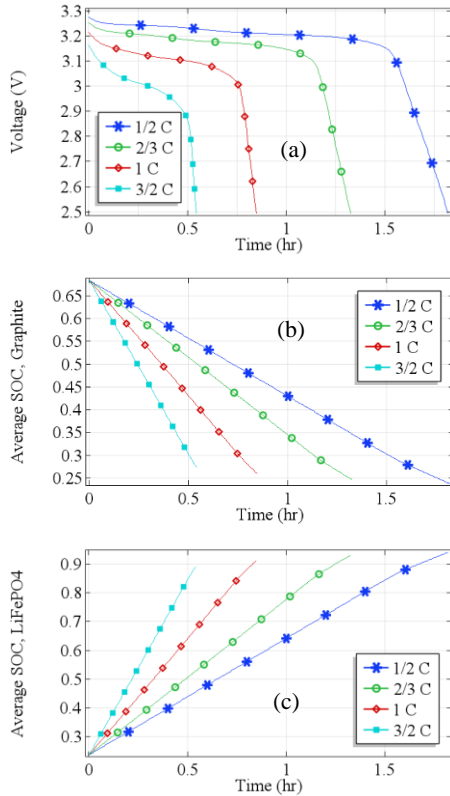 3.3
3.2
3.1
3
2.9
2.8
2.7
2.6
2.5
Voltage (V)
1/2 C
2/3 C
1 C
3/2 C
(a)
0
0.5
1
1.5
Time (hr)
0.65
0.6
0.55
0.5
0.45
0.4
0.35
0.3
0.25
Average SOC, Graphite
(b)
1/2 C
2/3 C
1 C
3/2 C
0
0.5
1
1.5
Time (hr)
0.9
0.8
0.7
0.6
0.5
0.4
0.3
Average SOC, LiFePO4
(c)
1/2 C
2/3 C
1 C
3/2 C
0
0.5
1
1.5
Time (hr)